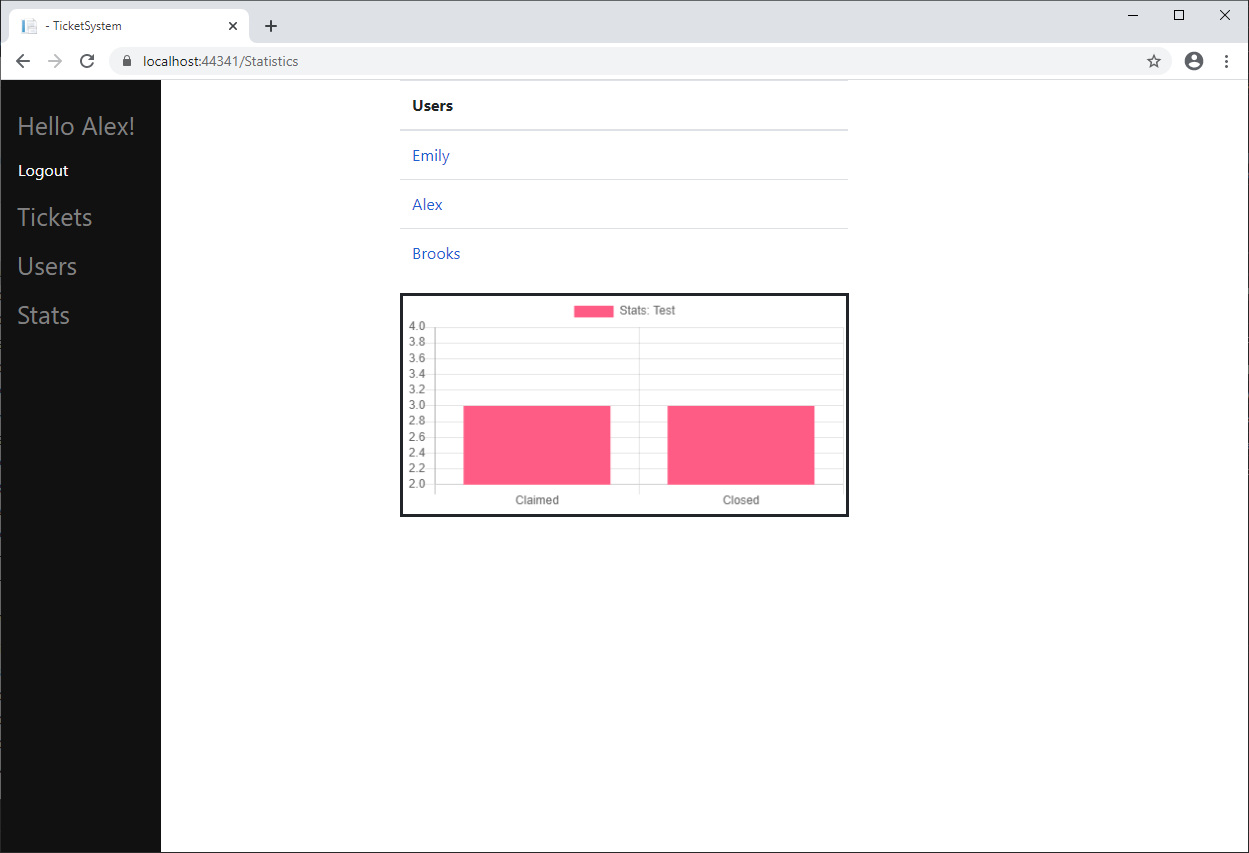 - TicketSystem
localhost:44341/Statistics
Hello Alex!
Logout
Tickets
Users
Stats
Users
Emily
Alex
Brooks
Stats: Test
4.0
3.8
3.6
3.4
3.2
3.0
2.8
2.6
2.4
2.2
2.0
Claimed Closed